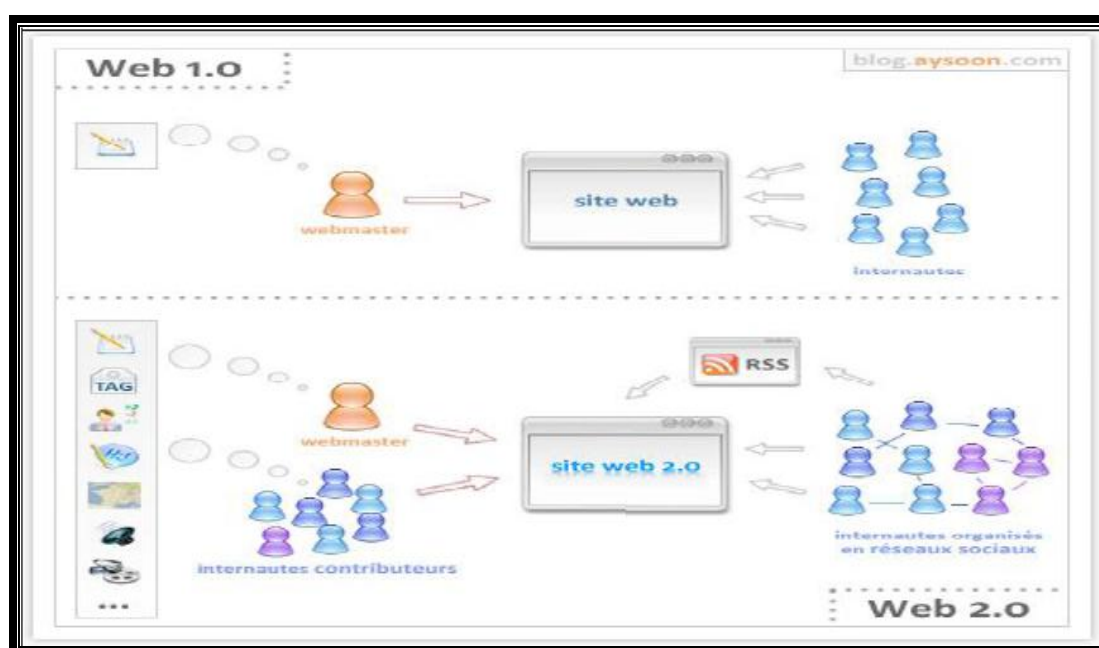 Web 1.0
blog.aysoon.com
webmaster
site web
internautes
TAG
RSS
webmaster
site web 2.0
internautes contributeurs
internautes organisés
en réseaux sociaux
...
Web 2.0